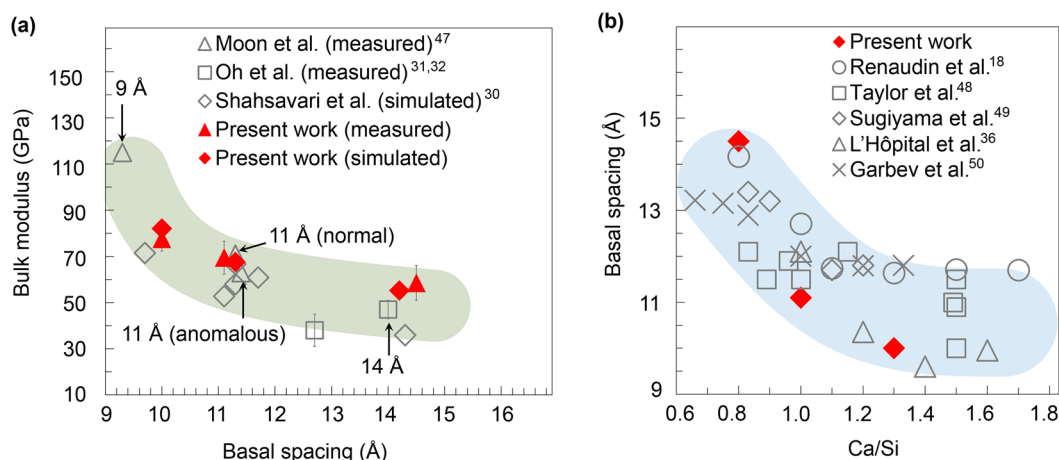 (a)
Moon et al. (measured)47
Oh et al. (measured)31,32
Shahsavari et al. (simulated)30
Present work (measured)
Present work (simulated)
9 Å
11 Å (normal)
11 Å (anomalous)
14 Å
Bulk modulus (GPa)
150
130
110
90
70
50
30
10
9 10 11 12 13 14 15 16
Basal spacing (Å)
(b)
Present work
Renaudin et al.18
Taylor et al.48
Sugiyama et al.49
L'Hôpital et al.36
Garbev et al.50
Basal spacing (Å)
15
13
11
9
0.6 0.8 1.0 1.2 1.4 1.6 1.8
Ca/Si